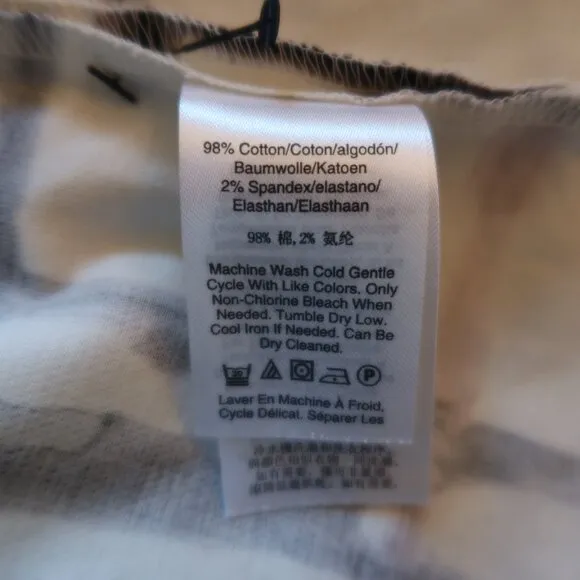 98% Cotton/Coton/algodón/
Baumwolle/Katoen
2% Spandex/elastano/
Elasthan/Elasthaan
98% 棉,2% 氨纶
Machine Wash Cold Gentle
Cycle With Like Colors. Only
Non-Chlorine Bleach When
Needed. Tumble Dry Low.
Cool Iron If Needed. Can Be
Dry Cleaned.
30 P
Laver En Machine À Froid,
Cycle Délicat. Séparer Les